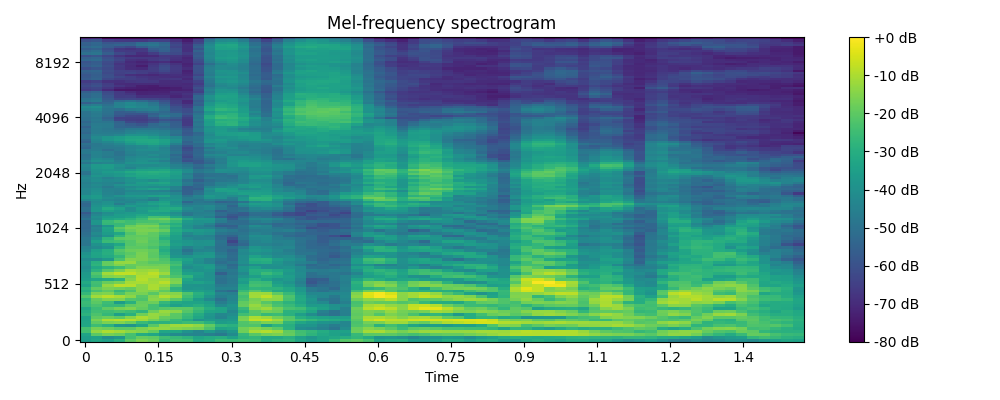 Mel-frequency spectrogram
8192
4096
2048
1024
512
0
Hz
0 0.15 0.3 0.45 0.6 0.75 0.9 1.1 1.2 1.4
Time
+0 dB
-10 dB
-20 dB
-30 dB
-40 dB
-50 dB
-60 dB
-70 dB
-80 dB